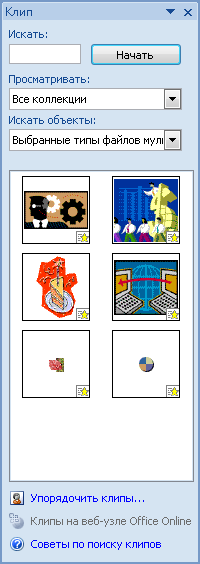 Клип
Искать:
Начать
Просматривать:
Все коллекции
Искать объекты:
Выбранные типы файлов мул
Упорядочить клипы...
Клипы на веб-узле Office Online
Советы по поиску клипов